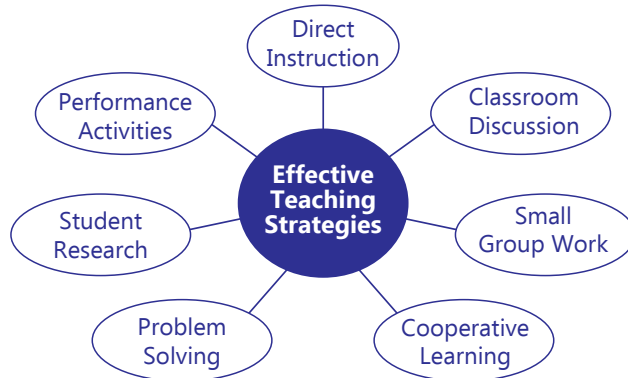 Direct
Instruction
Classroom
Discussion
Small
Group Work
Cooperative
Learning
Problem
Solving
Student
Research
Performance
Activities
Effective
Teaching
Strategies